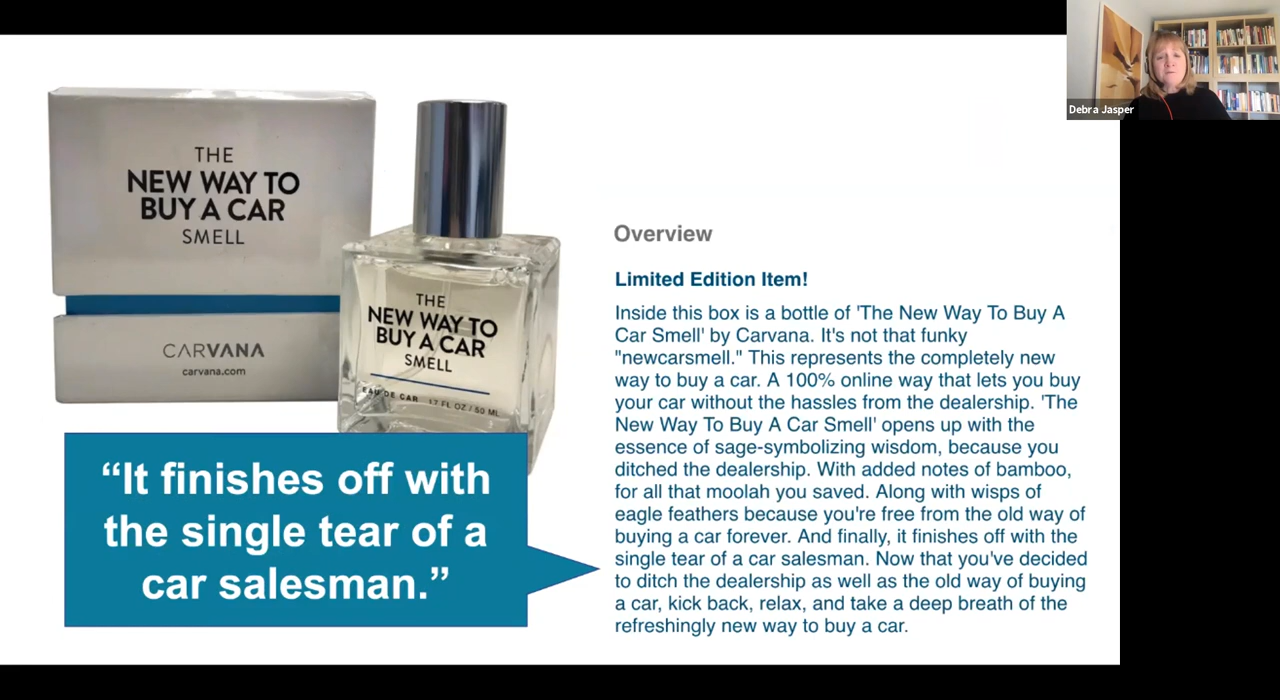 Debra Jasper
THE
NEW WAY TO
BUY A CAR
SMELL
CARVANA
carvana.com
THE
NEW WAY TO
BUY A CAR
SMELL
EAU DE CAR 1.7 FL OZ / 50 ML
“It finishes off with
the single tear of a
car salesman.”
Overview
Limited Edition Item!
Inside this box is a bottle of 'The New Way To Buy A
Car Smell' by Carvana. It's not that funky
"newcarsmell." This represents the completely new
way to buy a car. A 100% online way that lets you buy
your car without the hassles from the dealership. 'The
New Way To Buy A Car Smell' opens up with the
essence of sage-symbolizing wisdom, because you
ditched the dealership. With added notes of bamboo,
for all that moolah you saved. Along with wisps of
eagle feathers because you're free from the old way of
buying a car forever. And finally, it finishes off with the
single tear of a car salesman. Now that you've decided
to ditch the dealership as well as the old way of buying
a car, kick back, relax, and take a deep breath of the
refreshingly new way to buy a car.